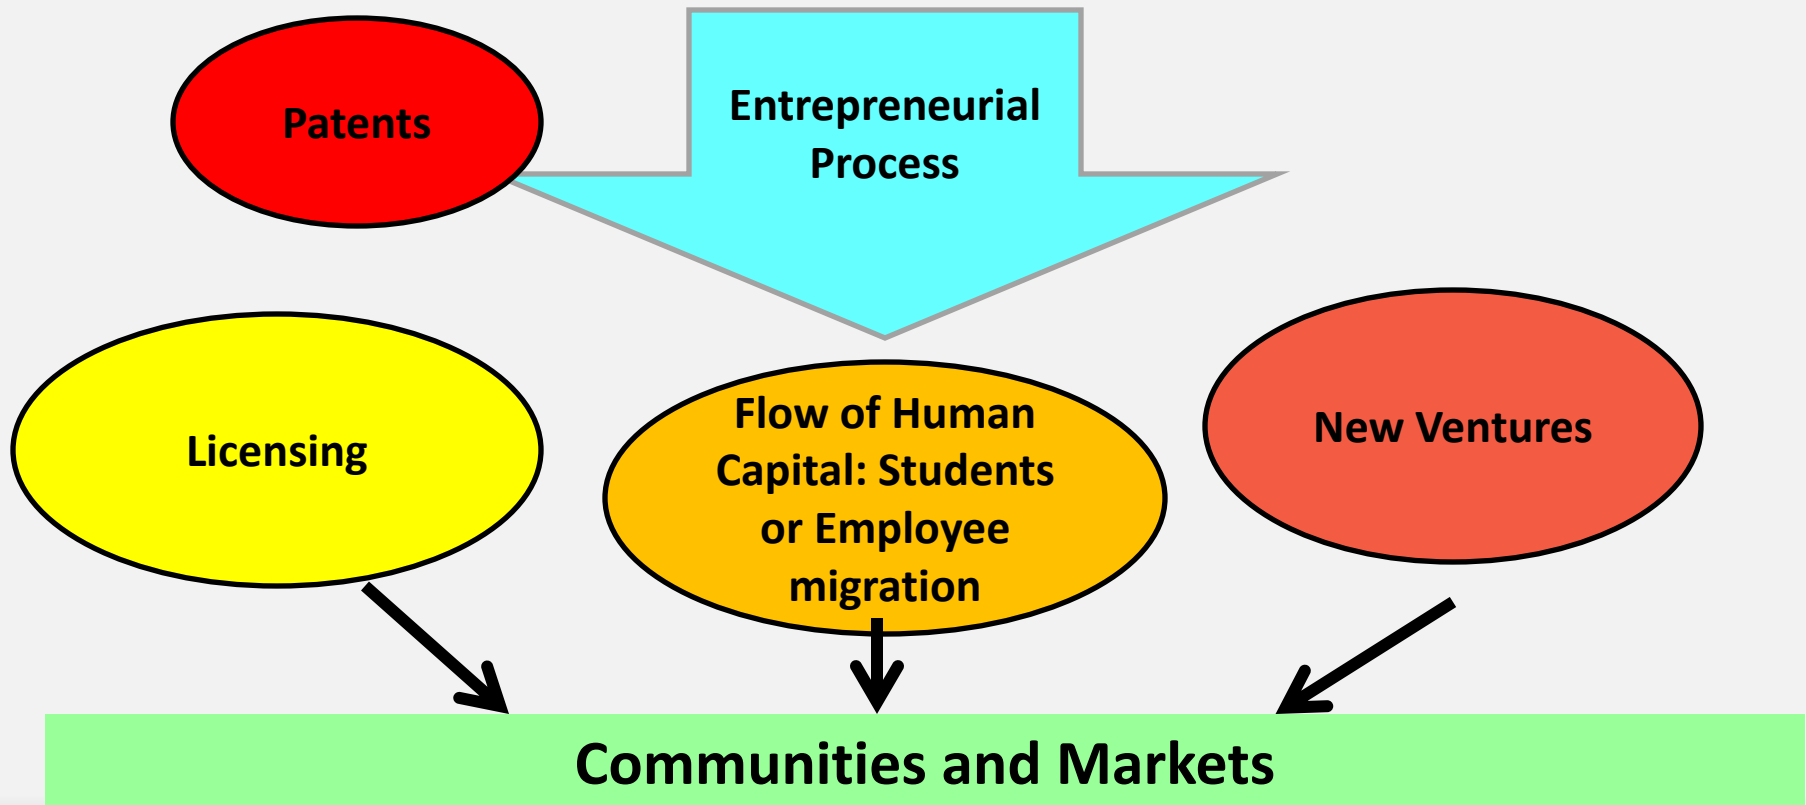 Patents
Entrepreneurial
Process
Licensing
Flow of Human
Capital: Students
or Employee
migration
New Ventures
Communities and Markets